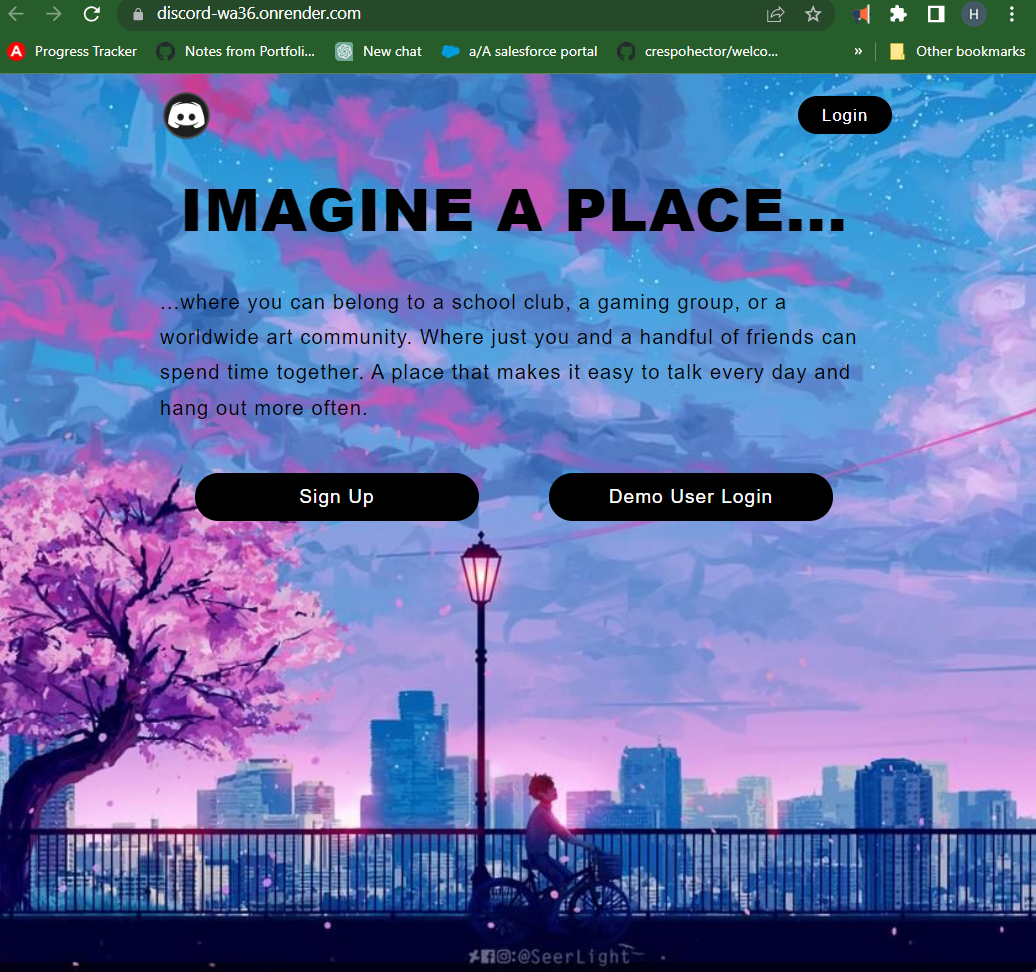 discord-wa36.onrender.com
H
A Progress Tracker Notes from Portfoli... New chat a/A salesforce portal crespohector/welco... » Other bookmarks
Login
IMAGINE A PLACE...
...where you can belong to a school club, a gaming group, or a
worldwide art community. Where just you and a handful of friends can
spend time together. A place that makes it easy to talk every day and
hang out more often.
Sign Up Demo User Login
:@SeerLight